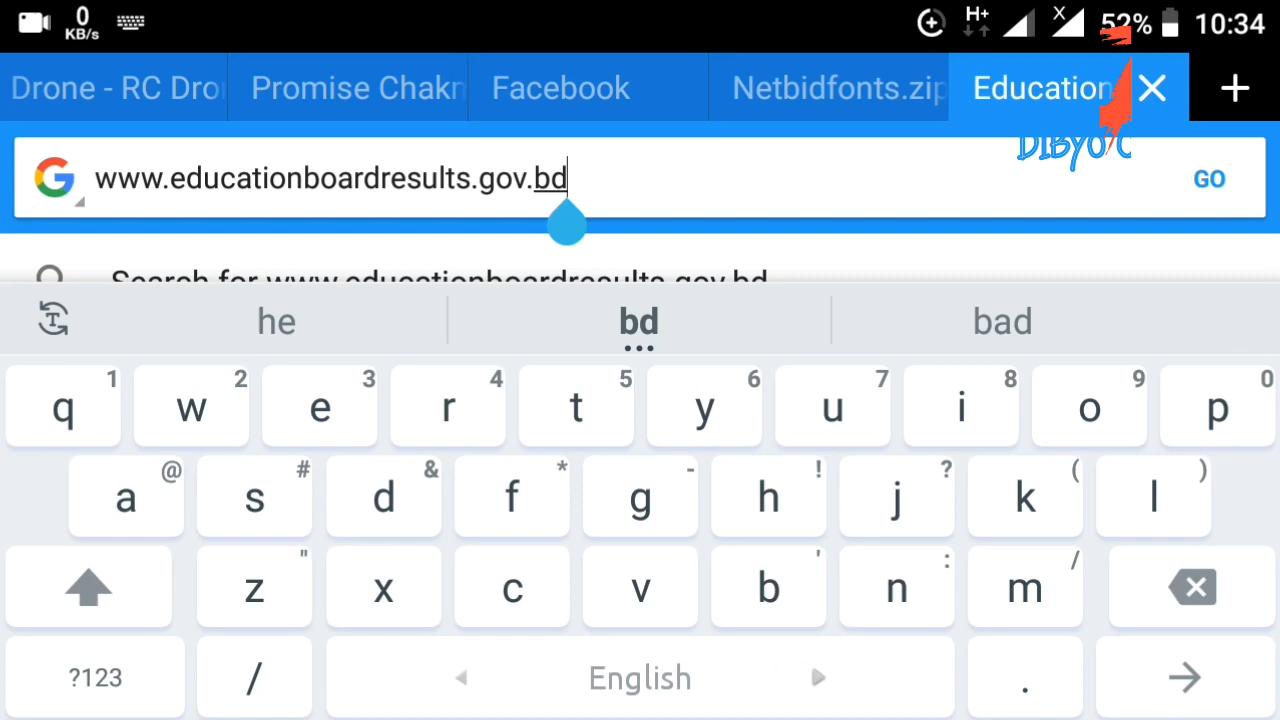 0 KB/s H+ X 52% 10:34
Drone - RC Dro Promise Chakr Facebook Netbidfonts.zip Education
DIBYO C
www.educationboardresults.gov.bd GO
Search for www.educationboardresults.gov.bd
he bd bad
q 1 w 2 e 3 r 4 t 5 y 6 u 7 i 8 o 9 p 0
a @ s # d & f * g - h ! j ? k ( l )
z " x c v b ' n : m /
?123 / English .